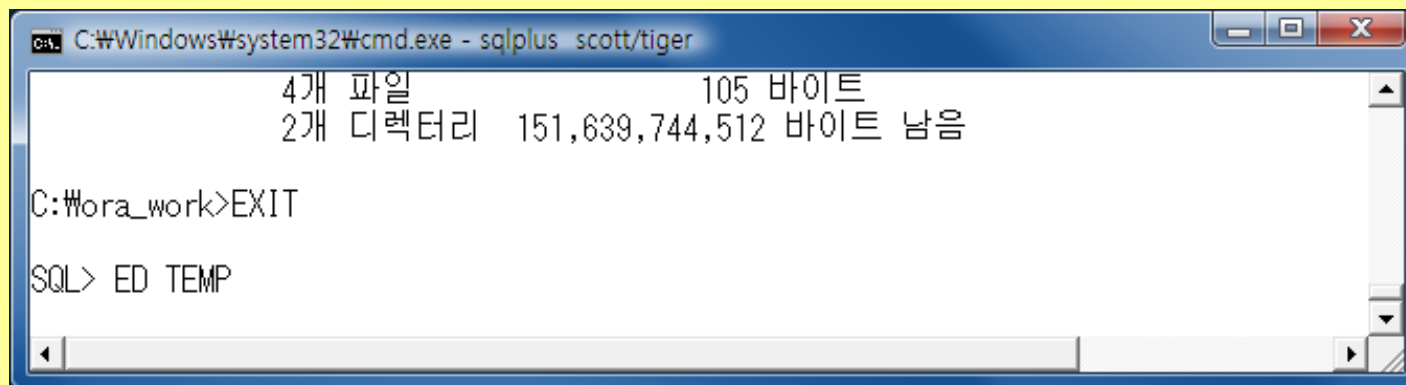 C:₩Windows₩system32₩cmd.exe - sqlplus scott/tiger
4개 파일 105 바이트
2개 디렉터리 151,639,744,512 바이트 남음
C:₩ora_work>EXIT
SQL> ED TEMP